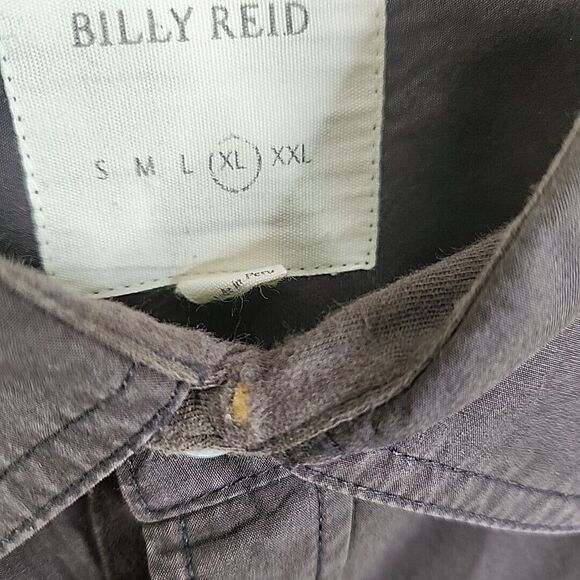 BILLY REID
S M L XL XXL
in Peru